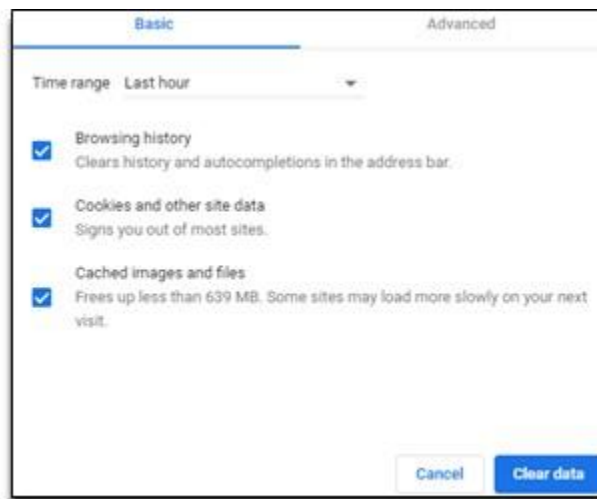 Basic Advanced
Time range Last hour
Browsing history
Clears history and autocompletions in the address bar.
Cookies and other site data
Signs you out of most sites.
Cached images and files
Frees up less than 639 MB. Some sites may load more slowly on your next
visit.
Cancel Clear data